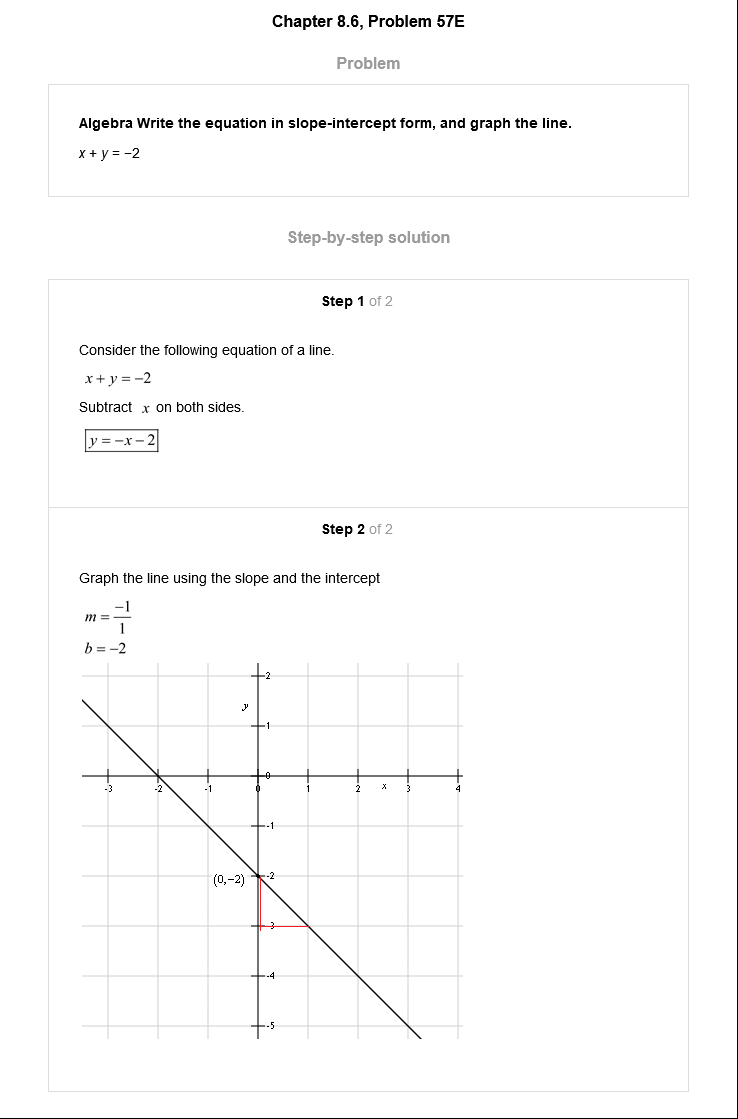 Chapter 8.6, Problem 57E
Problem
Algebra Write the equation in slope-intercept form, and graph the line.
x + y = −2
Step-by-step solution
Step 1 of 2
Consider the following equation of a line.
x + y = −2
Subtract x on both sides.
y = −x − 2
Step 2 of 2
Graph the line using the slope and the intercept
m = −1/1
b = −2
2
y
1
0
-3 -2 -1 0 1 2 x 3 4
-1
(0,−2) -2
-3
-4
-5